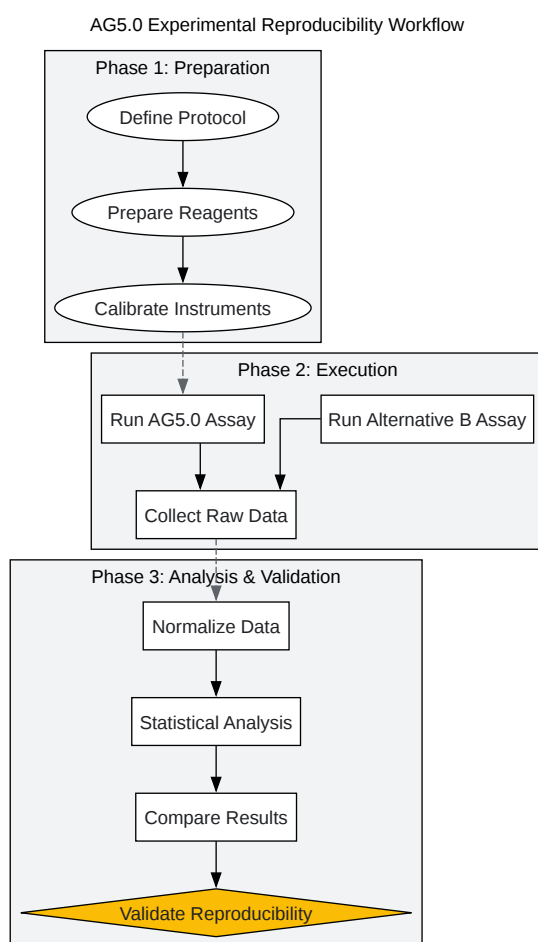 AG5.0 Experimental Reproducibility Workflow
Phase 1: Preparation
Define Protocol
Prepare Reagents
Calibrate Instruments
Phase 2: Execution
Run AG5.0 Assay
Run Alternative B Assay
Collect Raw Data
Phase 3: Analysis & Validation
Normalize Data
Statistical Analysis
Compare Results
Validate Reproducibility